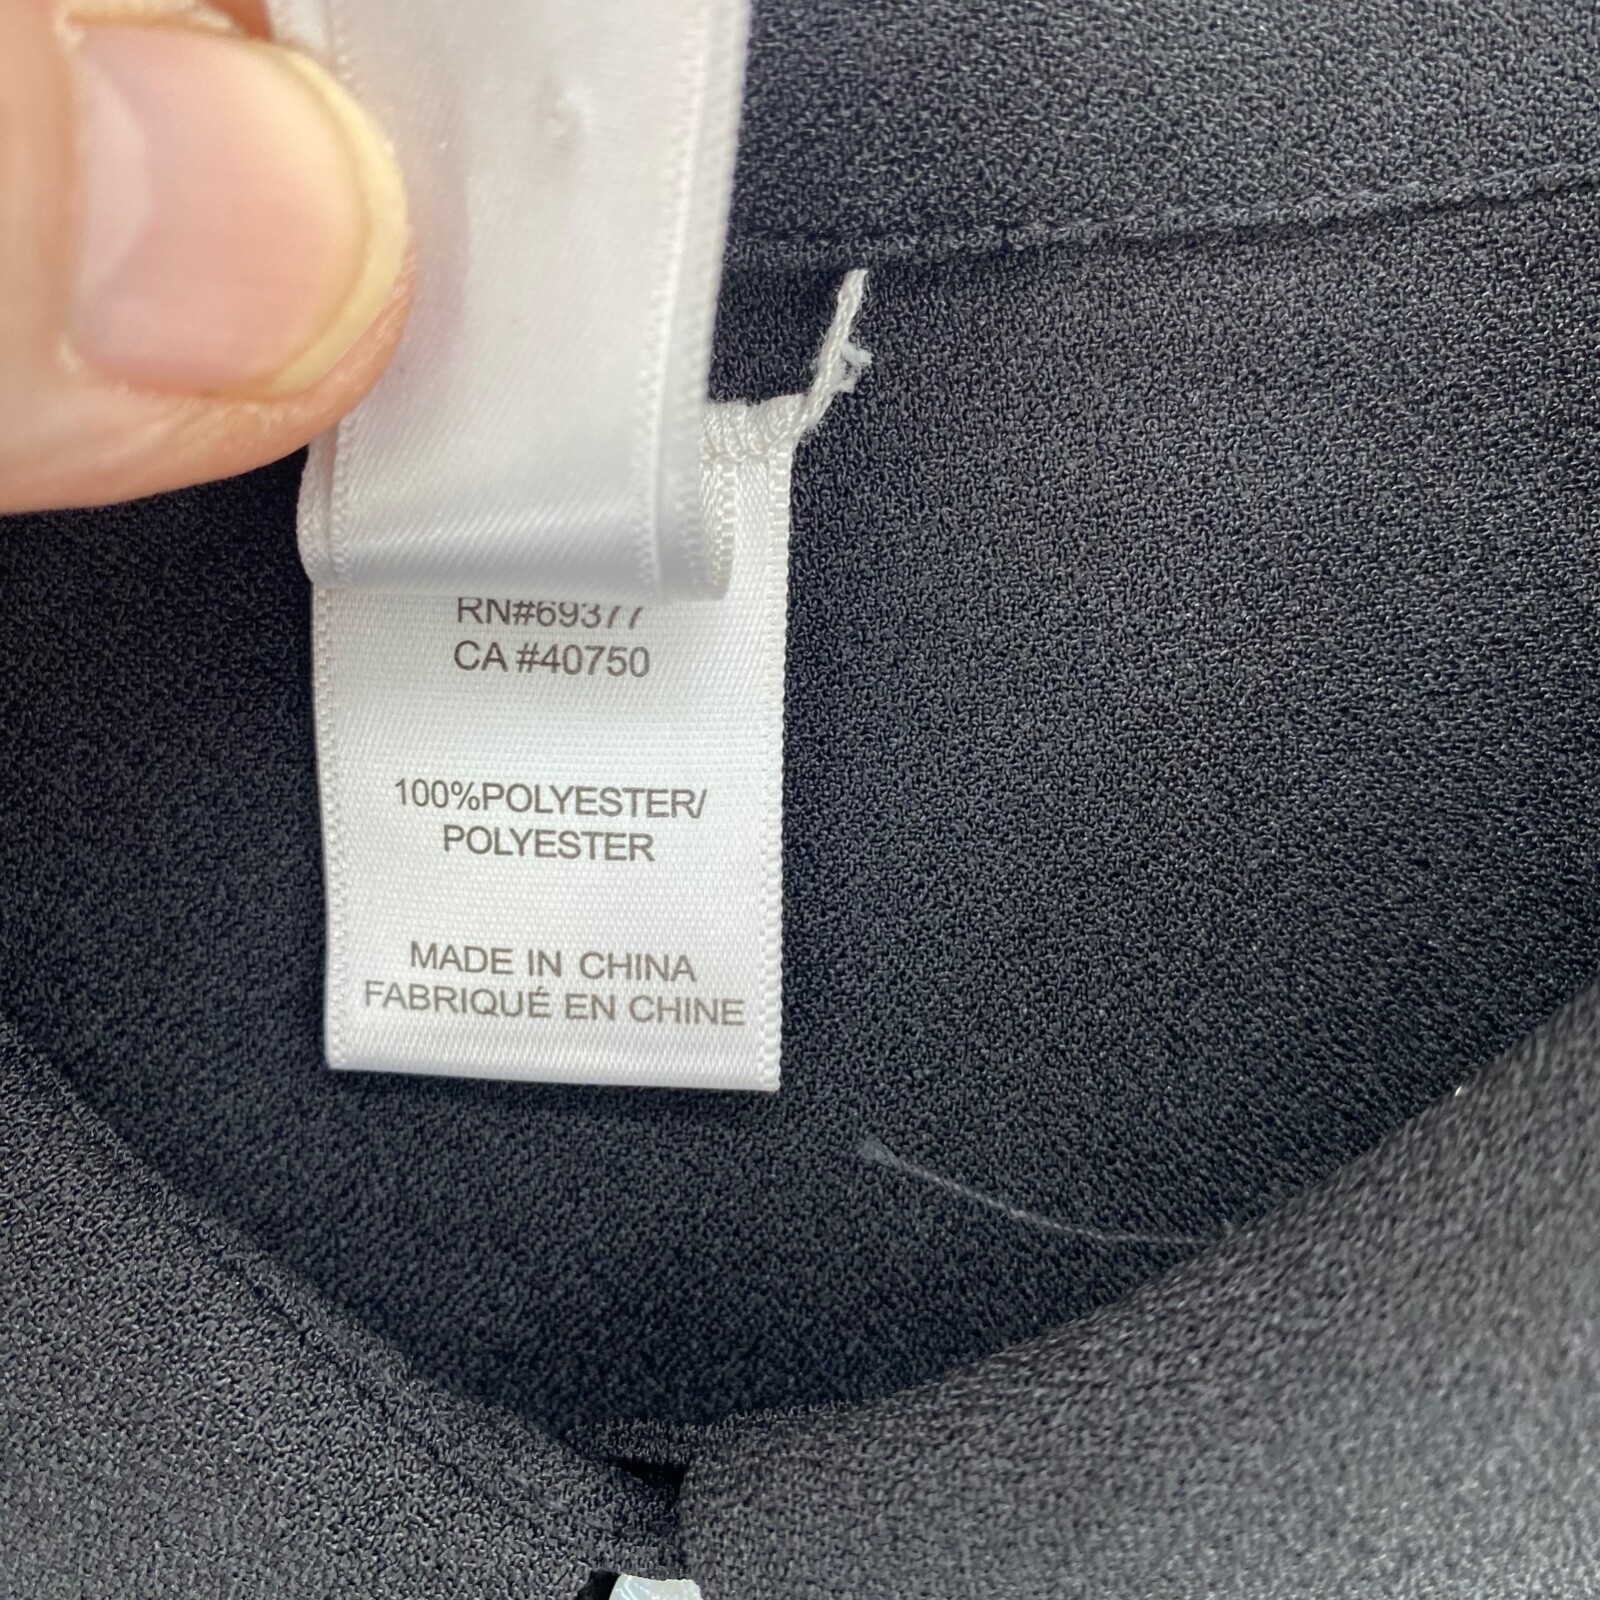 RN#69377
CA #40750
100%POLYESTER/
POLYESTER
MADE IN CHINA
FABRIQUÉ EN CHINE